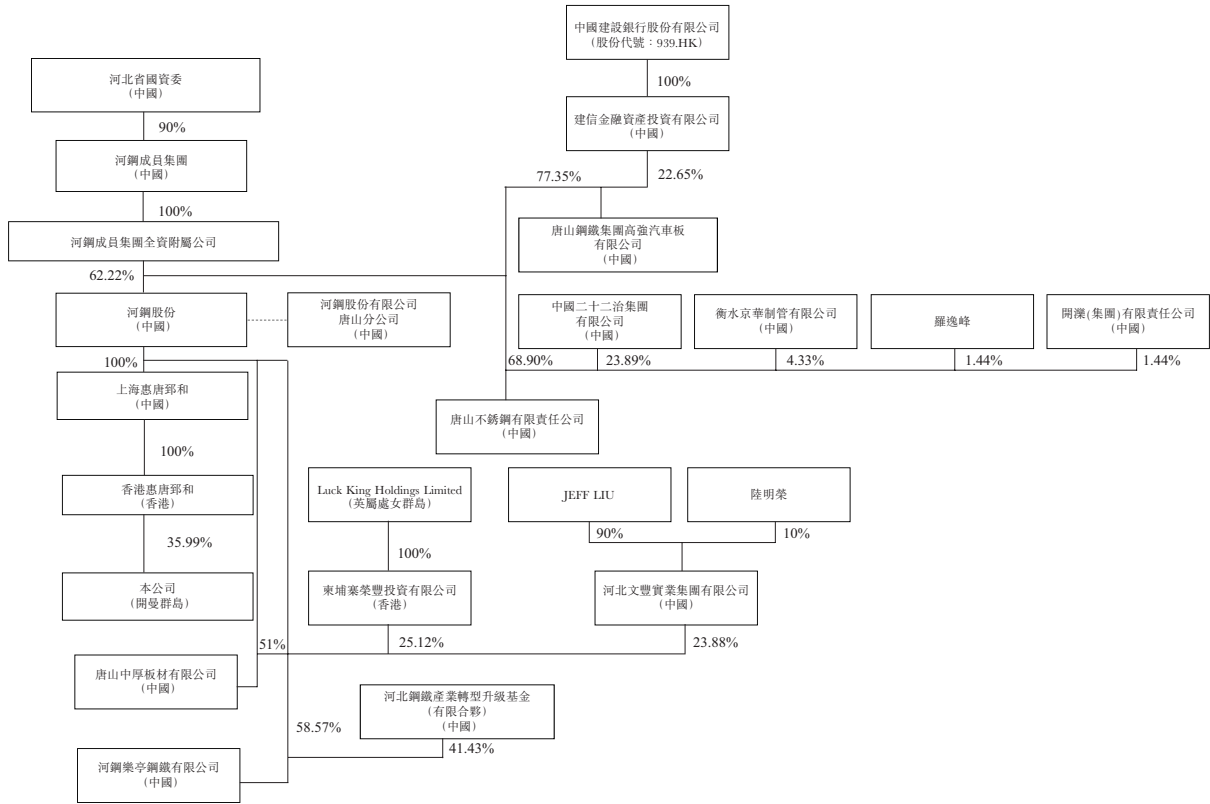 中國建設銀行股份有限公司
(股份代號：939.HK)
100%
建信金融資產投資有限公司
(中國)
77.35%
22.65%
唐山鋼鐵集團高強汽車板
有限公司
(中國)
河北省國資委
(中國)
90%
河鋼成員集團
(中國)
100%
河鋼成員集團全資附屬公司
62.22%
河鋼股份
(中國)
河鋼股份有限公司
唐山分公司
(中國)
中國二十二治集團
有限公司
(中國)
衡水京華制管有限公司
(中國)
羅逸峰
開灤(集團)有限責任公司
(中國)
68.90%
23.89%
4.33%
1.44%
1.44%
唐山不銹鋼有限責任公司
(中國)
100%
上海惠唐郅和
(中國)
100%
香港惠唐郅和
(香港)
35.99%
本公司
(開曼群島)
Luck King Holdings Limited
(英屬處女群島)
100%
柬埔寨榮豐投資有限公司
(香港)
JEFF LIU
陸明榮
90%
10%
河北文豐實業集團有限公司
(中國)
51%
25.12%
23.88%
唐山中厚板材有限公司
(中國)
河北鋼鐵產業轉型升級基金
(有限合夥)
(中國)
58.57%
41.43%
河鋼樂亭鋼鐵有限公司
(中國)